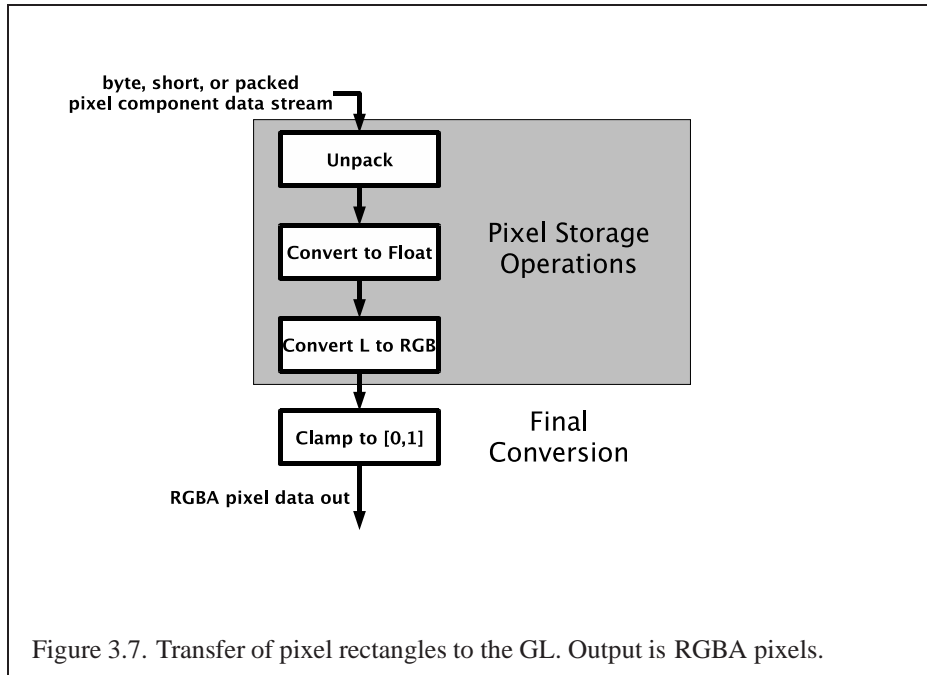 byte, short, or packed
pixel component data stream
Unpack
Convert to Float
Pixel Storage
Operations
Convert L to RGB
Clamp to [0,1]
Final
Conversion
RGBA pixel data out
Figure 3.7. Transfer of pixel rectangles to the GL. Output is RGBA pixels.